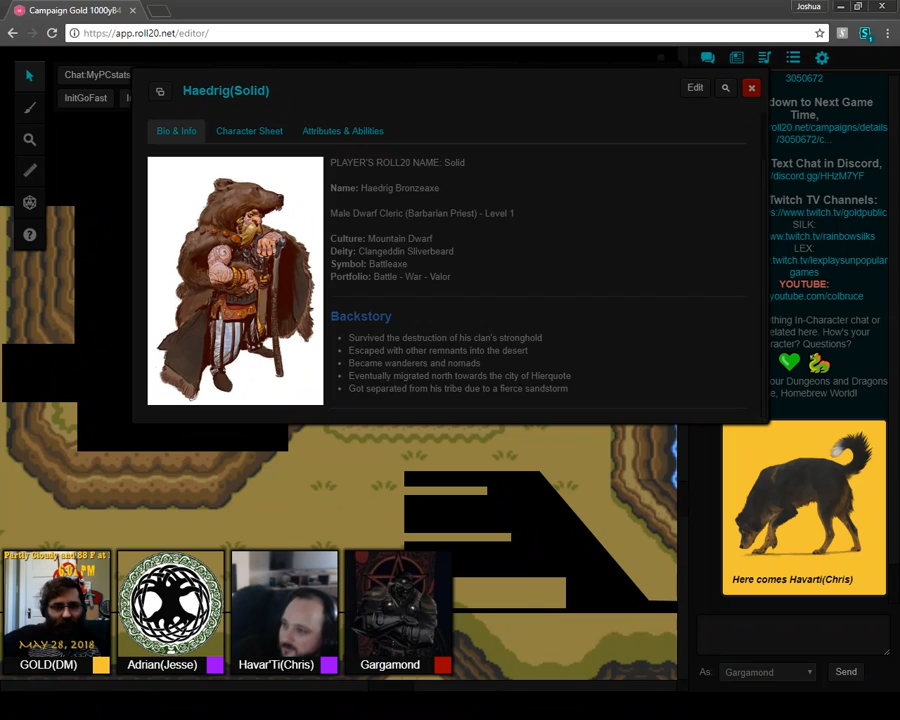 Campaign Gold 1000yB4
Joshua
https://app.roll20.net/editor/
Chat:MyPCstats
InitGoFast
Haedrig(Solid)
Edit
Bio & Info
Character Sheet
Attributes & Abilities
PLAYER'S ROLL20 NAME: Solid
Name: Haedrig Bronzeaxe
Male Dwarf Cleric (Barbarian Priest) - Level 1
Culture: Mountain Dwarf
Deity: Clangeddin Sliverbeard
Symbol: Battleaxe
Portfolio: Battle - War - Valor
Backstory
Survived the destruction of his clan's stronghold
Escaped with other remnants into the desert
Became wanderers and nomads
Eventually migrated north towards the city of Hierquote
Got separated from his tribe due to a fierce sandstorm
3050672
down to Next Game
Time,
roll20.net/campaigns/details
/3050672/c...
Text Chat in Discord,
/discord.gg/HHzM7YF
Twitch TV Channels:
s://www.twitch.tv/goldpublic
SILK:
www.twitch.tv/rainbowsilks
LEX:
.twitch.tv/lexplaysunpopular
games
YOUTUBE:
youtube.com/colbruce
thing In-Character chat or
related here. How's your
racter? Questions?
our Dungeons and Dragons
e, Homebrew World!
Here comes Havarti(Chris)
Partly Cloudy and 88 F at
PM
MAY 28, 2018
GOLD(DM)
Adrian(Jesse)
Havar'Ti(Chris)
Gargamond
As:
Gargamond
Send